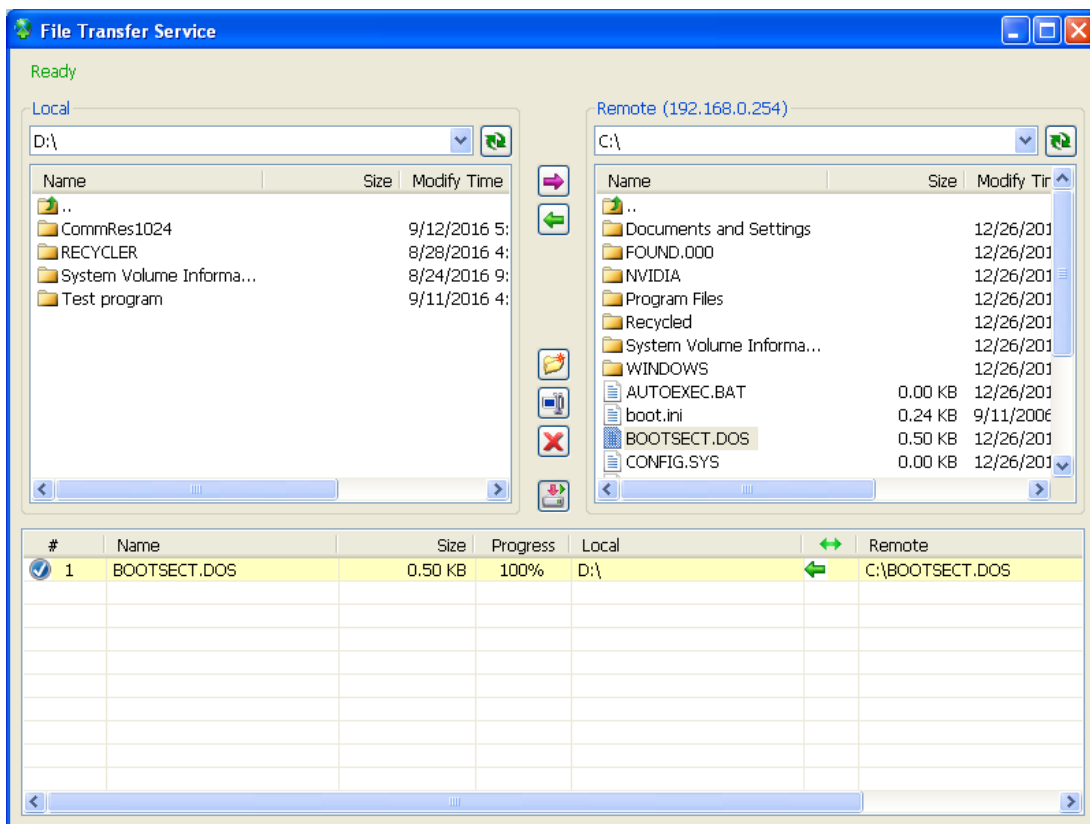 File Transfer Service
Ready
Local
D:\
Name Size Modify Time
..
CommRes1024 9/12/2016 5:
RECYCLER 8/28/2016 4:
System Volume Informa... 8/24/2016 9:
Test program 9/11/2016 4:
Remote (192.168.0.254)
C:\
Name Size Modify Tir
..
Documents and Settings 12/26/201
FOUND.000 12/26/201
NVIDIA 12/26/201
Program Files 12/26/201
Recycled 12/26/201
System Volume Informa... 12/26/201
WINDOWS 12/26/201
AUTOEXEC.BAT 0.00 KB 12/26/201
boot.ini 0.24 KB 9/11/2006
BOOTSECT.DOS 0.50 KB 12/26/201
CONFIG.SYS 0.00 KB 12/26/201
# Name Size Progress Local Remote
1 BOOTSECT.DOS 0.50 KB 100% D:\ C:\BOOTSECT.DOS